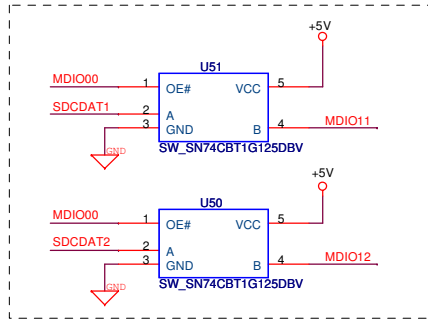 +5V
U51
MDIO00 1 OE# VCC 5
SDCDAT1 2 A
3 GND B 4 MDIO11
GND
SW_SN74CBT1G125DBV
+5V
U50
MDIO00 1 OE# VCC 5
SDCDAT2 2 A
3 GND B 4 MDIO12
GND
SW_SN74CBT1G125DBV